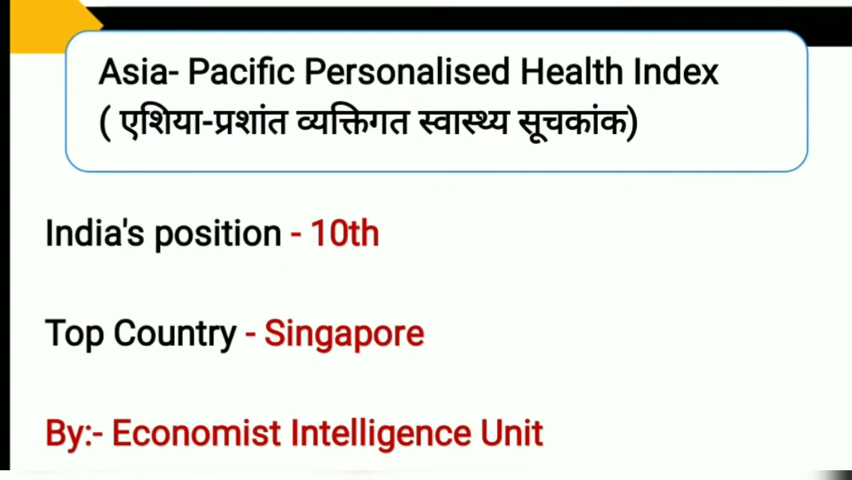 Asia- Pacific Personalised Health Index
( एशिया-प्रशांत व्यक्तिगत स्वास्थ्य सूचकांक)
India's position - 10th
Top Country - Singapore
By:- Economist Intelligence Unit